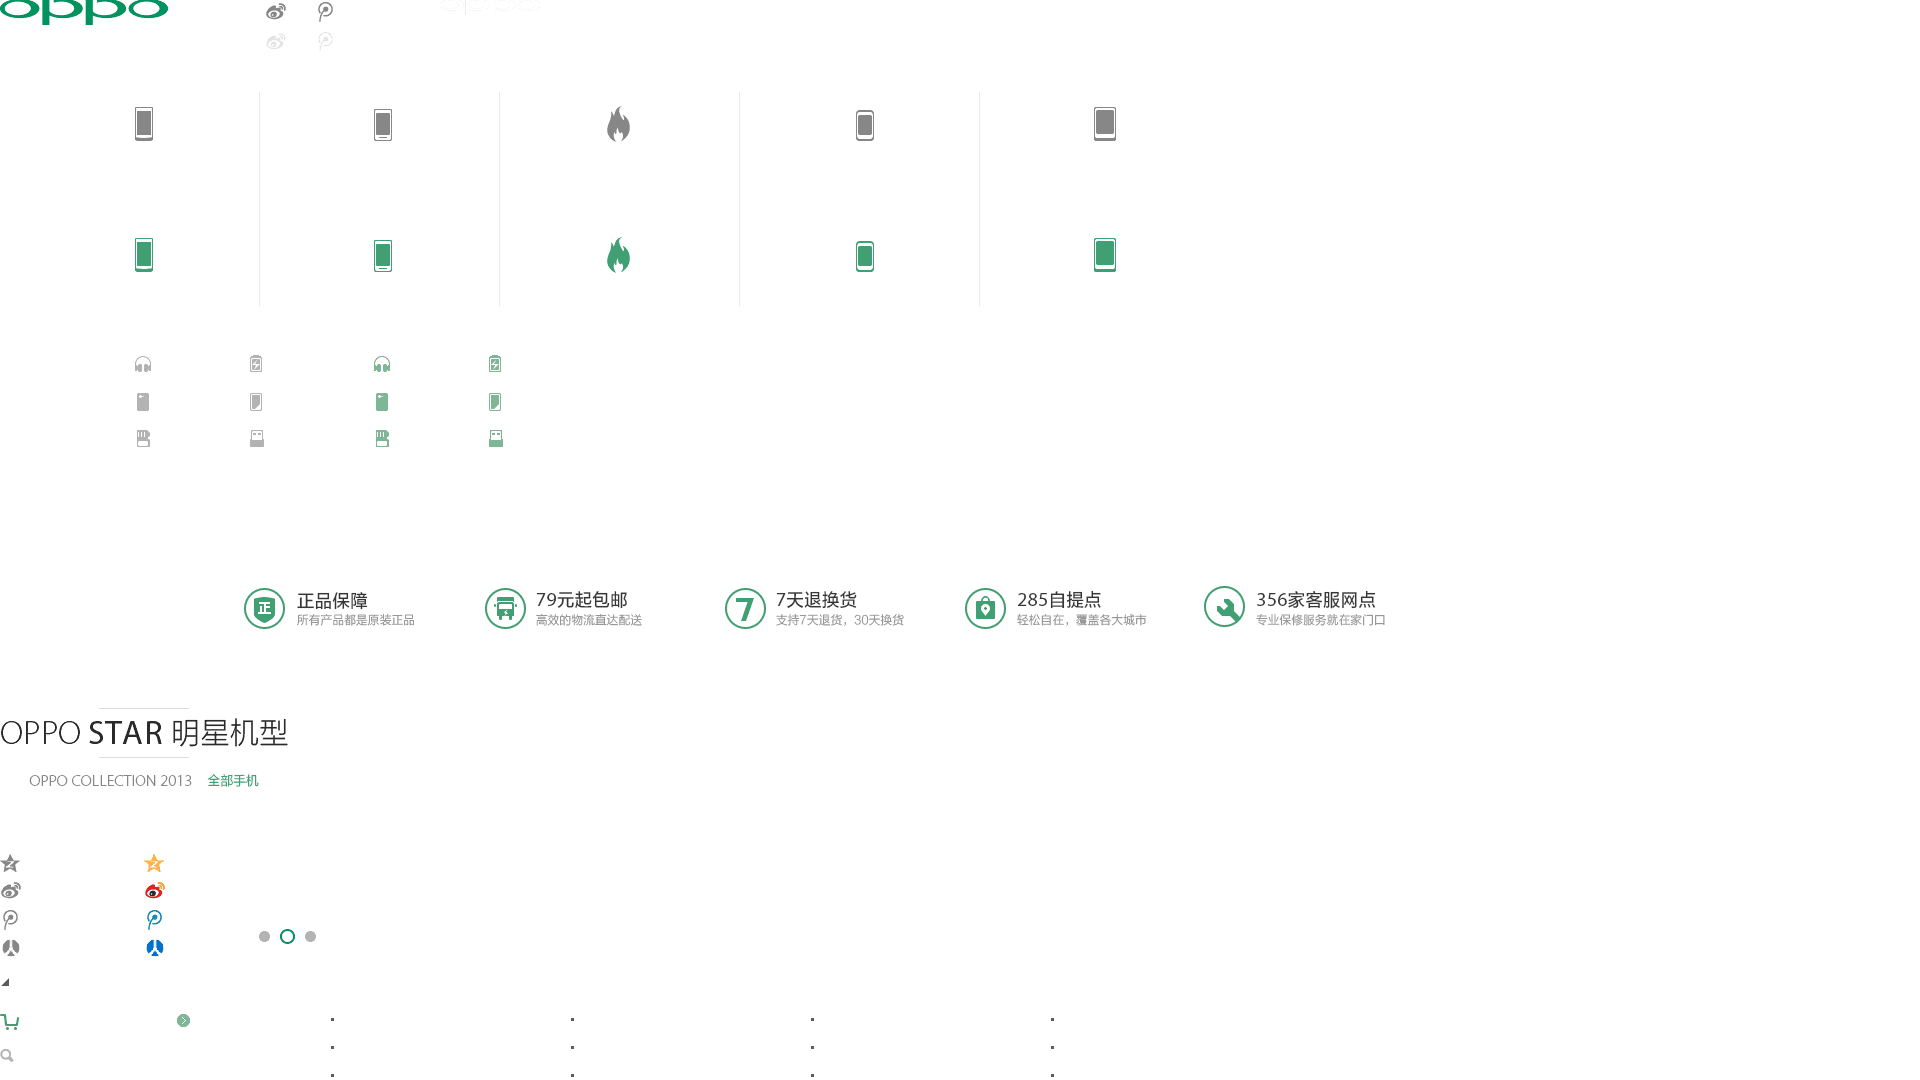 oppo
正品保障
所有产品都是原装正品
79元起包邮
高效的物流直达配送
7
7天退换货
支持7天退货，30天换货
285自提点
轻松自在，覆盖各大城市
356家客服网点
专业保修服务就在家门口
正
OPPO STAR 明星机型
OPPO COLLECTION 2013 全部手机